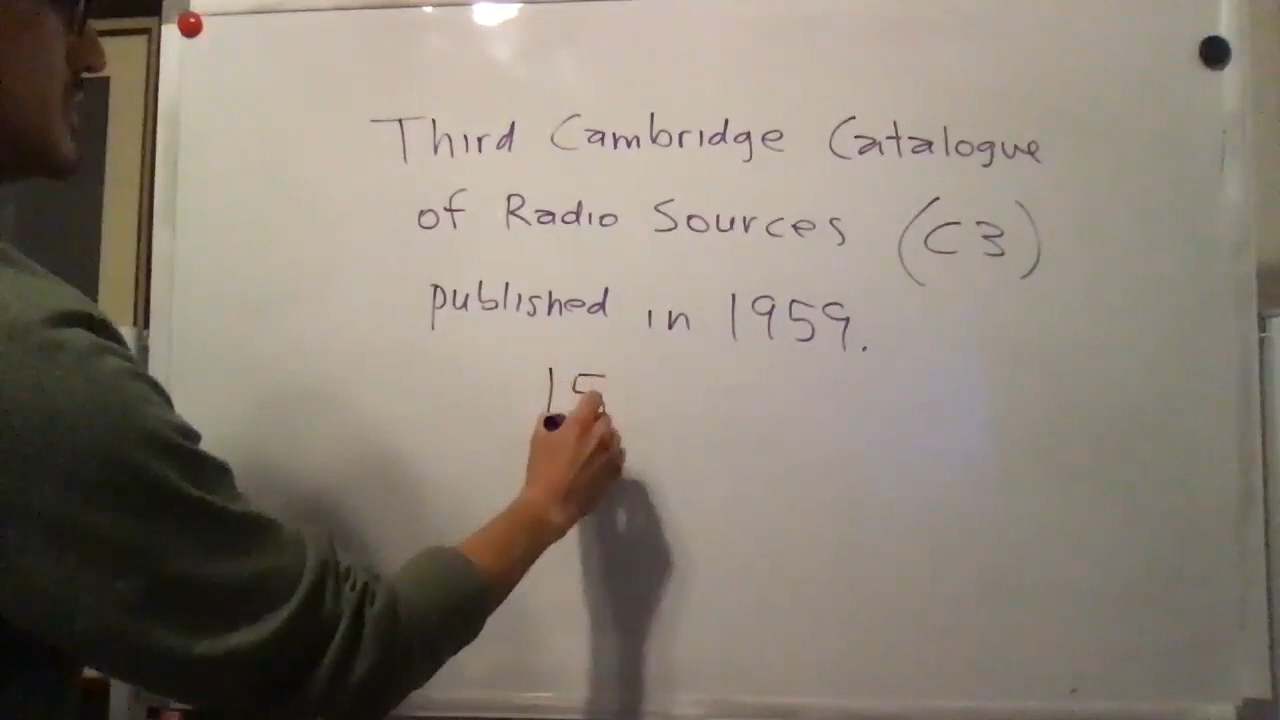 Third Cambridge Catalogue
of Radio Sources (C3)
published in 1959.
15